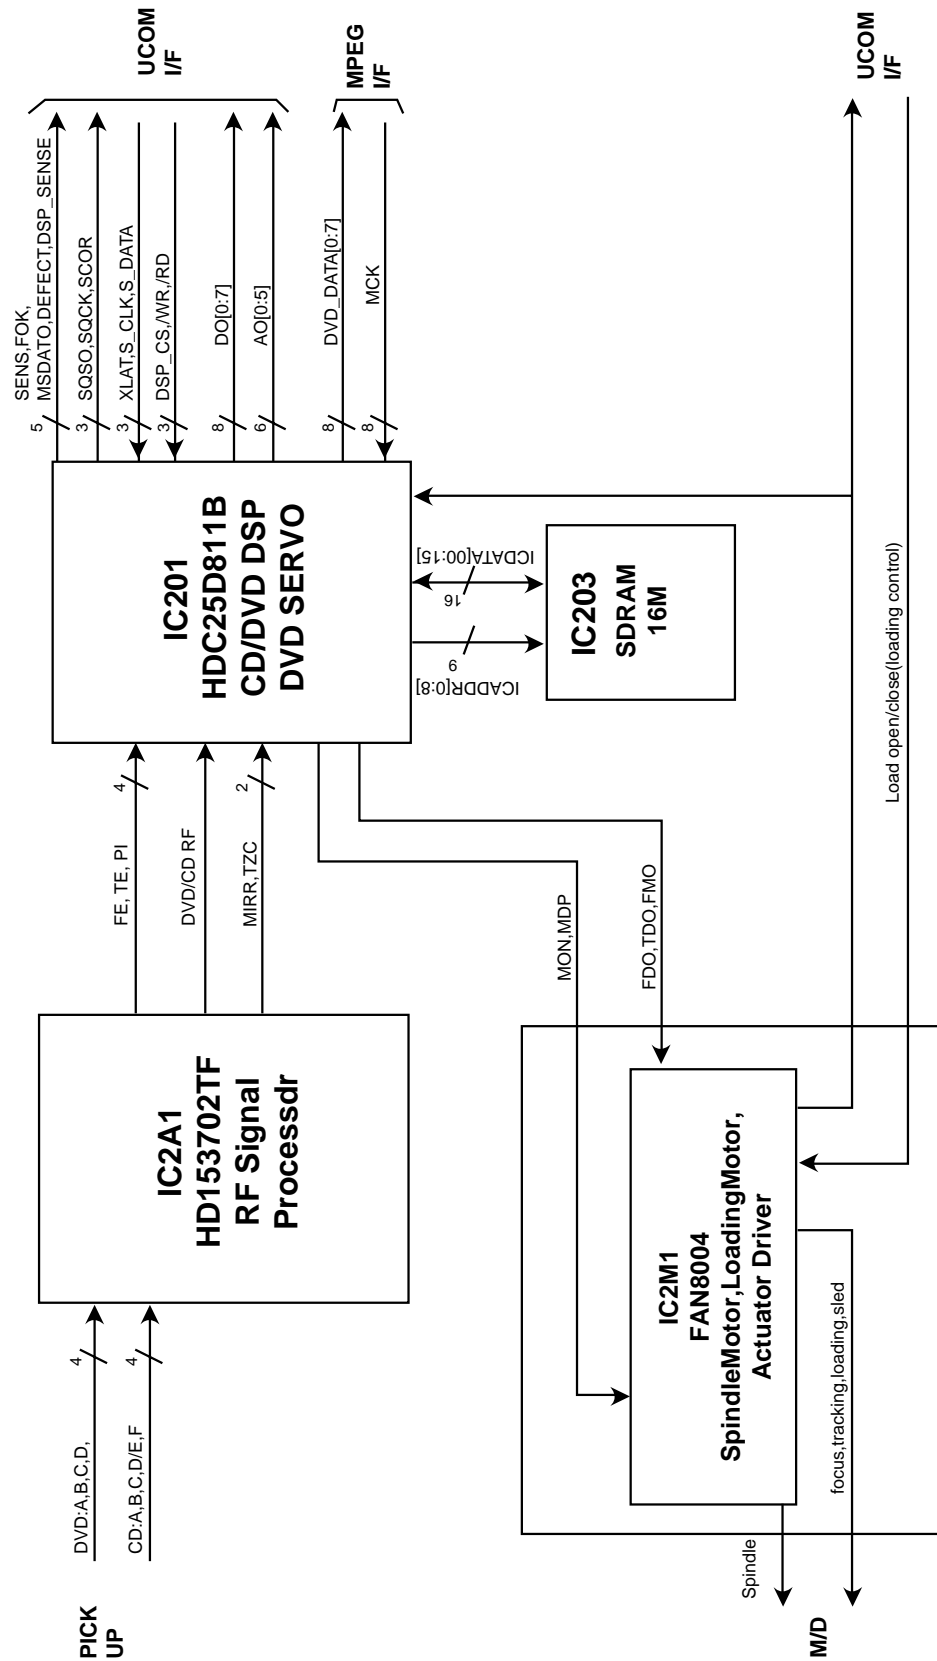 PICK
UP
DVD:A,B,C,D,
4
CD:A,B,C,D/E,F
4
IC2A1
HD153702TF
RF Signal
Processdr
FE, TE, PI
4
DVD/CD RF
MIRR,TZC
2
IC201
HDC25D811B
CD/DVD DSP
DVD SERVO
SENS,FOK,
MSDATO,DEFECT,DSP_SENSE
5
SQSO,SQCK,SCOR
3
XLAT,S_CLK,S_DATA
3
DSP_CS,/WR,/RD
3
DO[0:7]
8
AO[0:5]
6
UCOM
I/F
DVD_DATA[0:7]
8
MCK
8
MPEG
I/F
ICADDR[0:8]
9
ICDATA[00:15]
16
IC203
SDRAM
16M
MON,MDP
FDO,TDO,FMO
IC2M1
FAN8004
SpindleMotor,LoadingMotor,
Actuator Driver
Spindle
focus,tracking,loading,sled
M/D
Load open/close(loading control)
UCOM
I/F